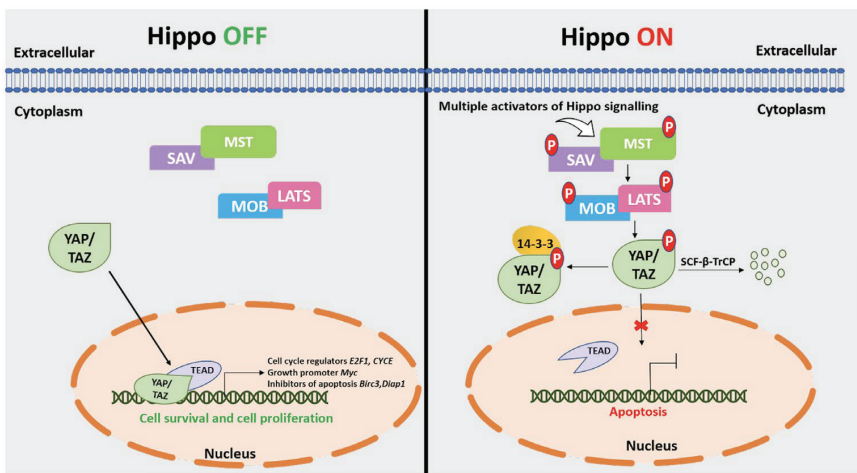 Hippo OFF
Extracellular
Cytoplasm
MST
SAV
LATS
MOB
YAP/
TAZ
TEAD
YAP/
TAZ
Cell cycle regulators E2F1, CYCE
Growth promoter Myc
Inhibitors of apoptosis Birc3,Diap1
Cell survival and cell proliferation
Nucleus
Hippo ON
Extracellular
Multiple activators of Hippo signalling
Cytoplasm
P
MST
P
SAV
P
LATS
P
MOB
14-3-3
P
YAP/
TAZ
P
YAP/
TAZ
SCF-β-TrCP
TEAD
Apoptosis
Nucleus